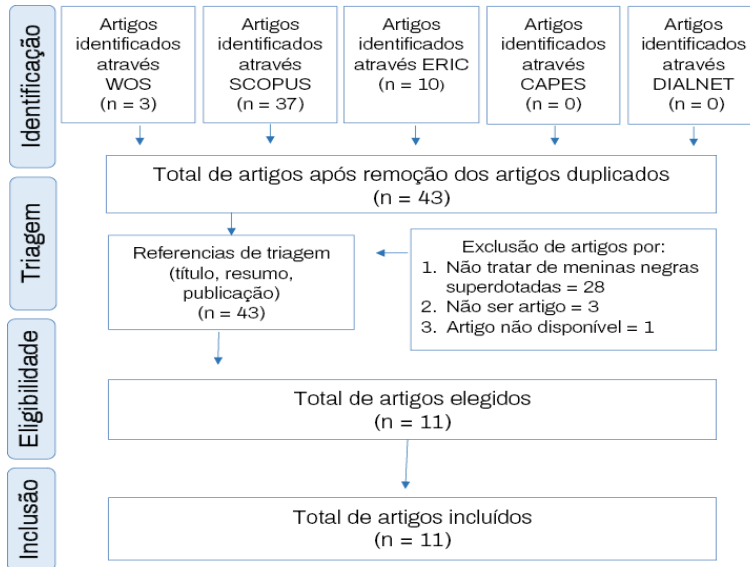 Identificação
Artigos
identificados
através
WOS
(n = 3)
Artigos
identificados
através
SCOPUS
(n = 37)
Artigos
identificados
através ERIC
(n = 10)
Artigos
identificados
através
CAPES
(n = 0)
Artigos
identificados
através
DIALNET
(n = 0)
Total de artigos após remoção dos artigos duplicados
(n = 43)
Triagem
Referencias de triagem
(título, resumo,
publicação)
(n = 43)
Exclusão de artigos por:
1. Não tratar de meninas negras
superdotadas = 28
2. Não ser artigo = 3
3. Artigo não disponível = 1
Eligibilidade
Total de artigos elegidos
(n = 11)
Inclusão
Total de artigos incluídos
(n = 11)